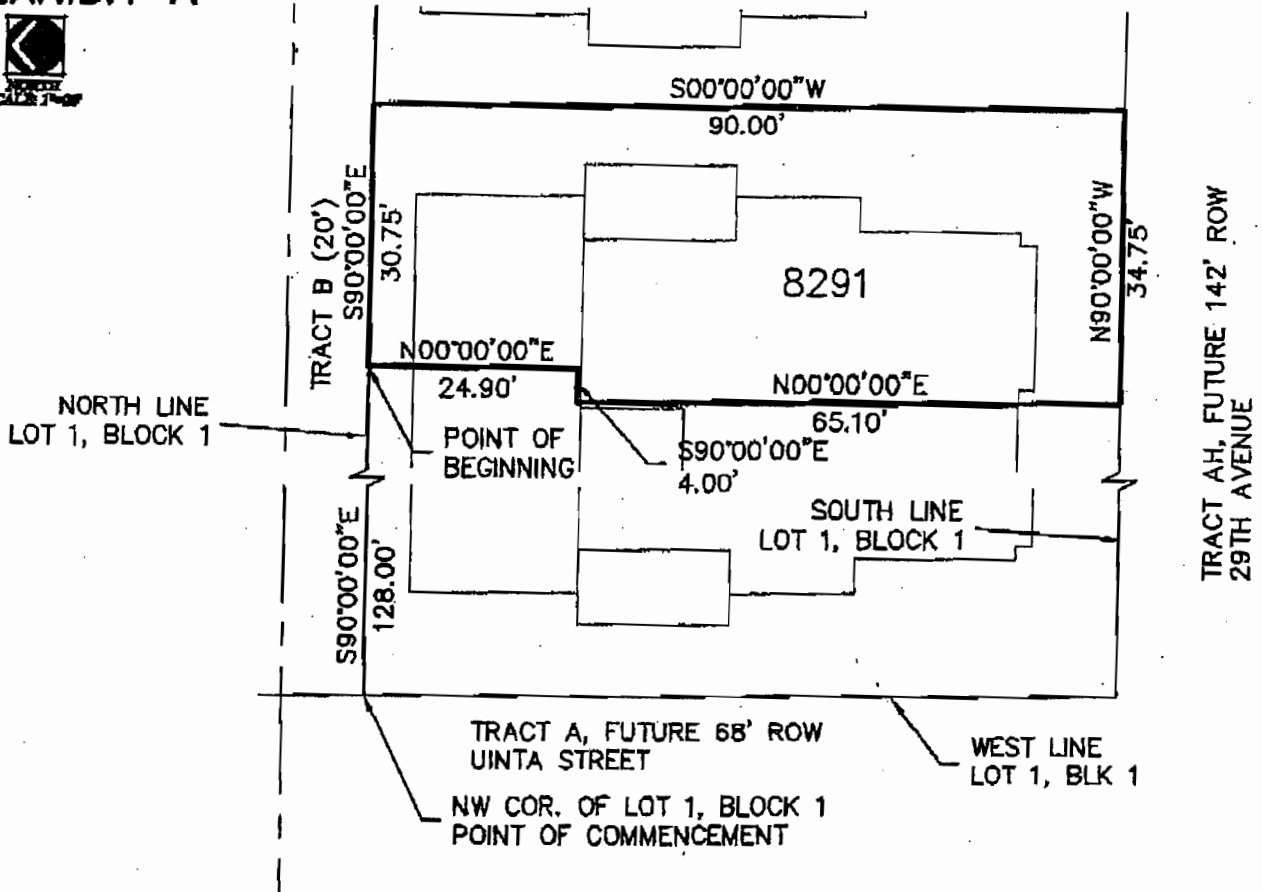 NORTH
S00°00'00"W
90.00'
TRACT B (20')
S90°00'00"E
30.75'
8291
N90°00'00"W
34.75'
TRACT AH, FUTURE 142' ROW
29TH AVENUE
N00°00'00"E
24.90'
N00°00'00"E
65.10'
NORTH LINE
LOT 1, BLOCK 1
POINT OF
BEGINNING
S90°00'00"E
4.00'
SOUTH LINE
LOT 1, BLOCK 1
S90°00'00"E
128.00'
TRACT A, FUTURE 68' ROW
UINTA STREET
WEST LINE
LOT 1, BLK 1
NW COR. OF LOT 1, BLOCK 1
POINT OF COMMENCEMENT